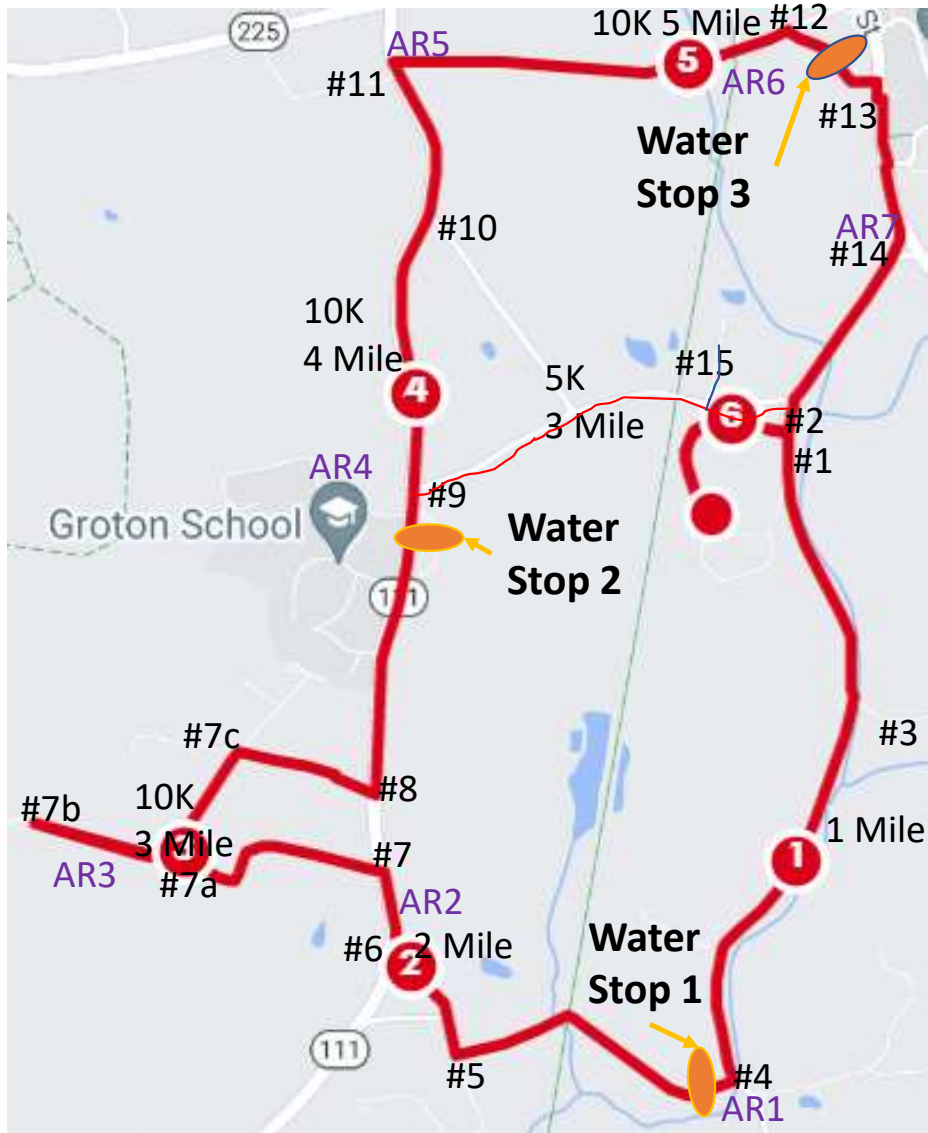 225
AR5
10K 5 Mile
#12
5
#11
AR6
#13
Water
Stop 3
#10
AR7
#14
10K
4 Mile
4
5K
3 Mile
#15
6
#2
#1
AR4
#9
Groton School
Water
Stop 2
111
#3
#7c
#8
#7b
10K
3 Mile
AR3
#7a
#7
1 Mile
1
AR2
#6
2 Mile
2
Water
Stop 1
111
#5
#4
AR1